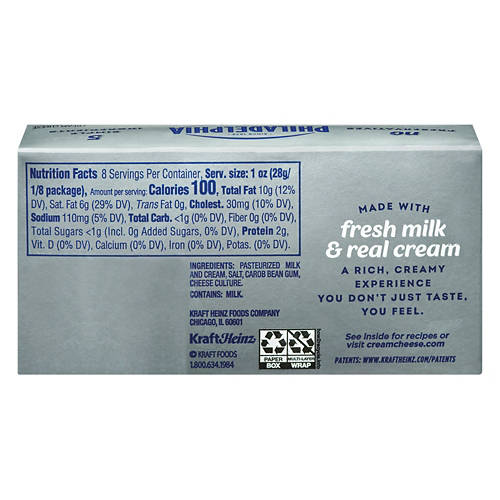 5 SIMPLE
INGREDIENTS
SINCE 1872
PHILADELPHIA
no
PRESERVATIVES
Nutrition Facts 8 Servings Per Container, Serv. size: 1 oz (28g/
1/8 package), Amount per serving: Calories 100, Total Fat 10g (12%
DV), Sat. Fat 6g (29% DV), Trans Fat 0g, Cholest. 30mg (10% DV),
Sodium 110mg (5% DV), Total Carb. <1g (0% DV), Fiber 0g (0% DV),
Total Sugars <1g (Incl. 0g Added Sugars, 0% DV), Protein 2g,
Vit. D (0% DV), Calcium (0% DV), Iron (0% DV), Potas. (0% DV).
INGREDIENTS: PASTEURIZED MILK
AND CREAM, SALT, CAROB BEAN GUM,
CHEESE CULTURE.
CONTAINS: MILK.
KRAFT HEINZ FOODS COMPANY
CHICAGO, IL 60601
KraftHeinz
© KRAFT FOODS
1.800.634.1984
PAPER
BOX
MULTI-LAYER
WRAP
MADE WITH
fresh milk
& real cream
A RICH, CREAMY
EXPERIENCE
YOU DON'T JUST TASTE,
YOU FEEL.
See inside for recipes or
visit creamcheese.com
PATENTS: WWW.KRAFTHEINZ.COM/PATENTS